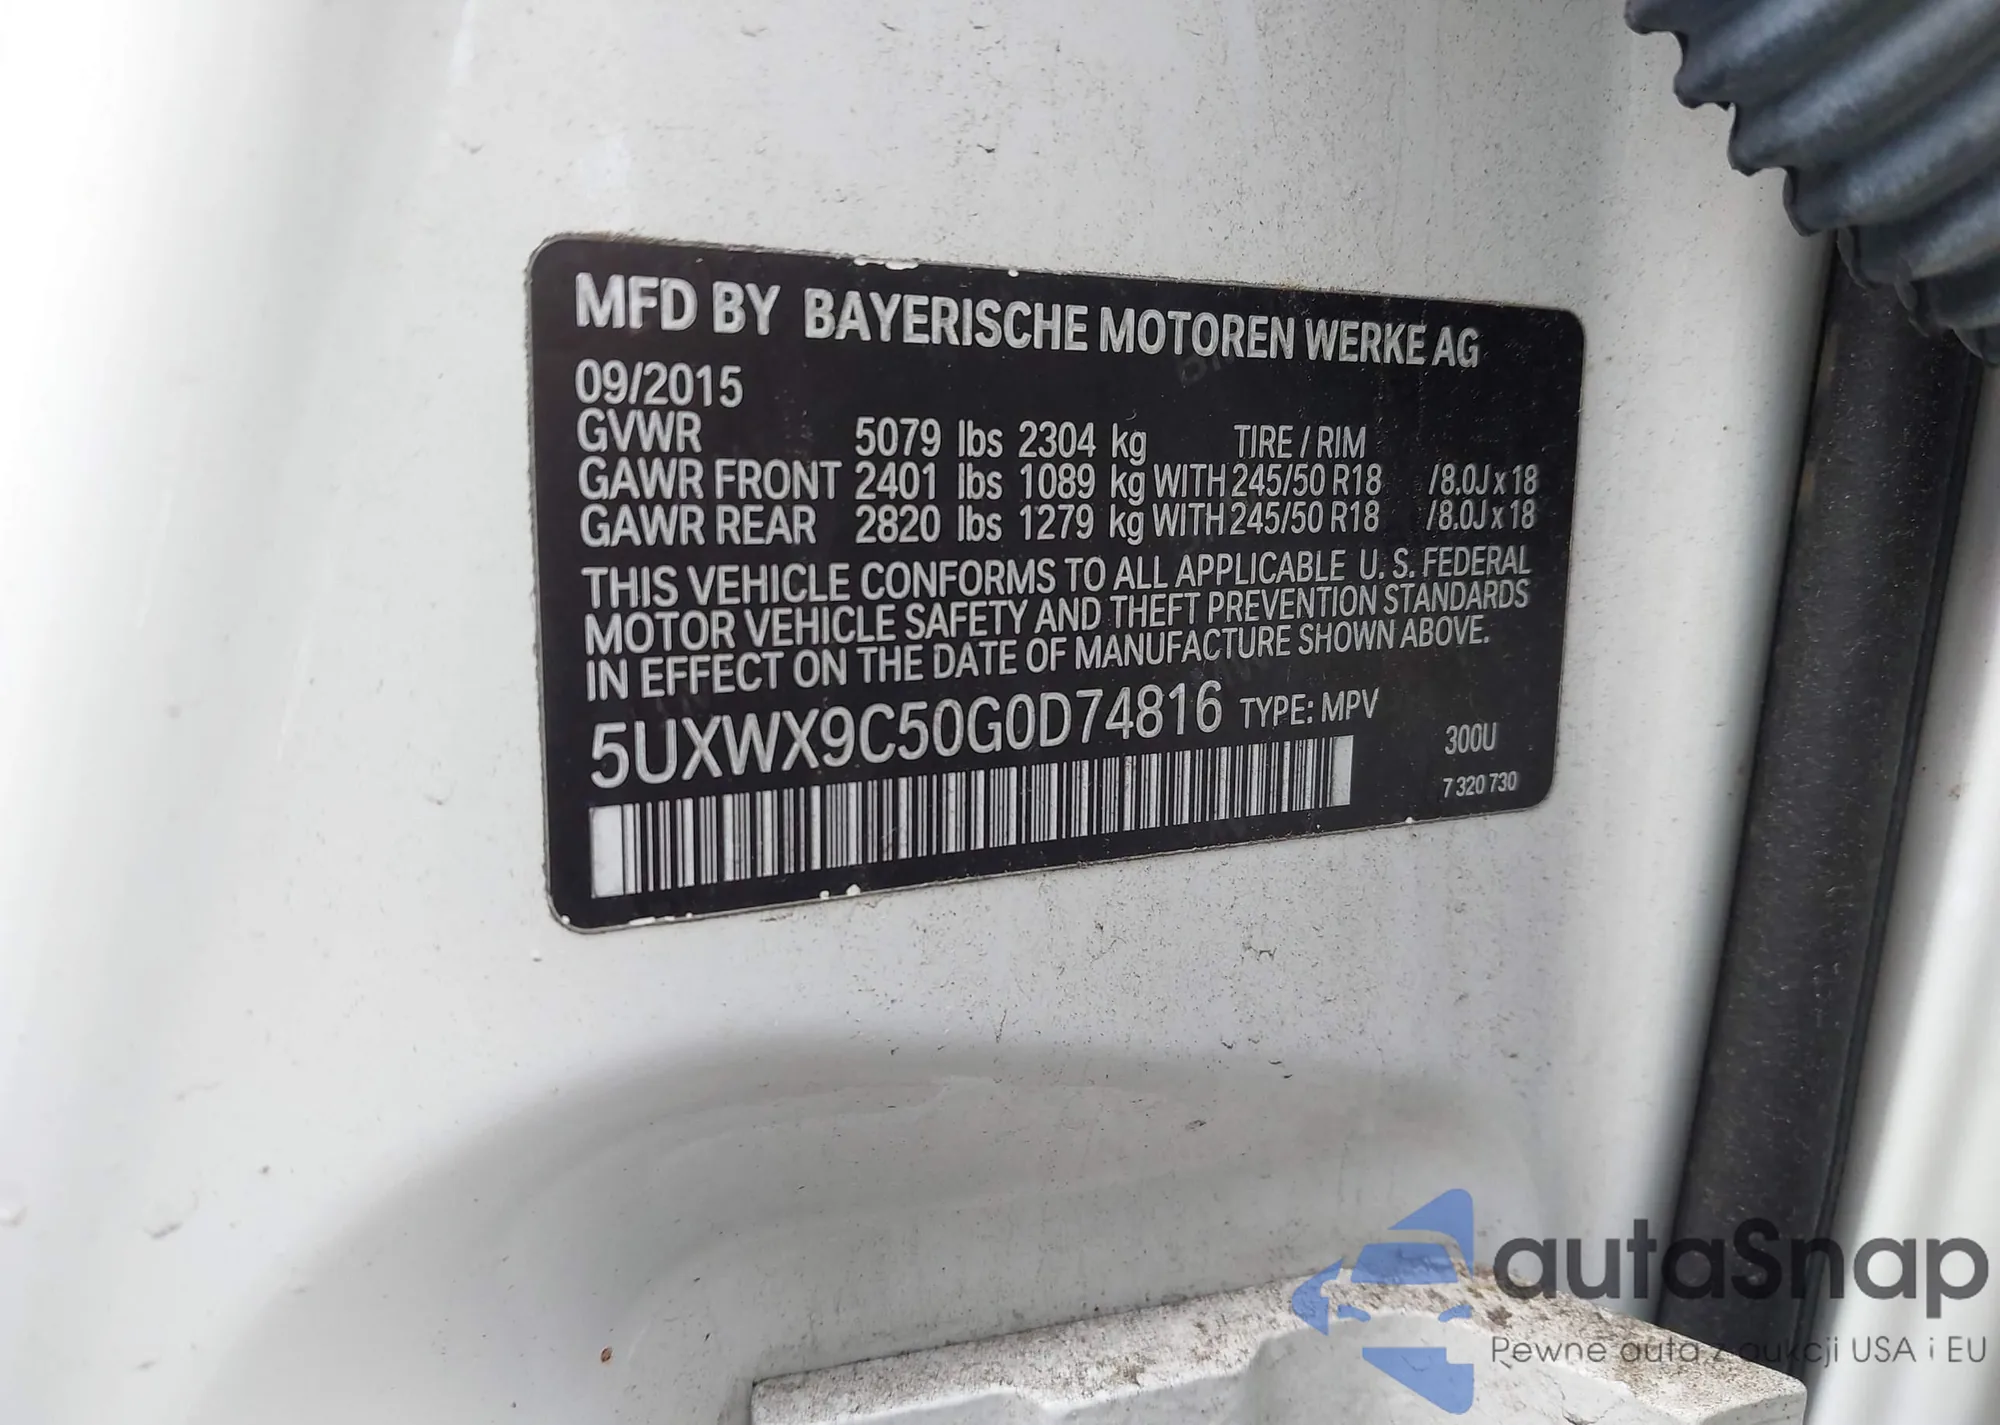 MFD BY BAYERISCHE MOTOREN WERKE AG
09/2015
GVWR 5079 lbs 2304 kg TIRE / RIM
GAWR FRONT 2401 lbs 1089 kg WITH 245/50 R18 /8.0J x 18
GAWR REAR 2820 lbs 1279 kg WITH 245/50 R18 /8.0J x 18
THIS VEHICLE CONFORMS TO ALL APPLICABLE U. S. FEDERAL
MOTOR VEHICLE SAFETY AND THEFT PREVENTION STANDARDS
IN EFFECT ON THE DATE OF MANUFACTURE SHOWN ABOVE.
5UXWX9C50G0D74816 TYPE: MPV
300U
7 320 730
autaSnap
Pewne auta z aukcji USA i EU